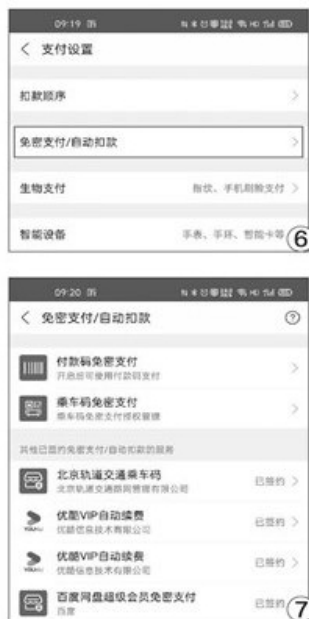 09:19
支付设置
扣款顺序
免密支付/自动扣款
生物支付 指纹、手机刷脸支付
智能设备 手表、手环、智能卡等
⑥
09:20
免密支付/自动扣款
付款码免密支付
开启后可使用付款码支付
乘车码免密支付
乘车码免密支付授权管理
其他已签约免密支付/自动扣款的服务
北京轨道交通乘车码 已签约
北京轨道交通路网管理有限公司
优酷VIP自动续费 已签约
优酷信息技术有限公司
优酷VIP自动续费 已签约
优酷信息技术有限公司
百度网盘超级会员免密支付 已签约
百度
⑦